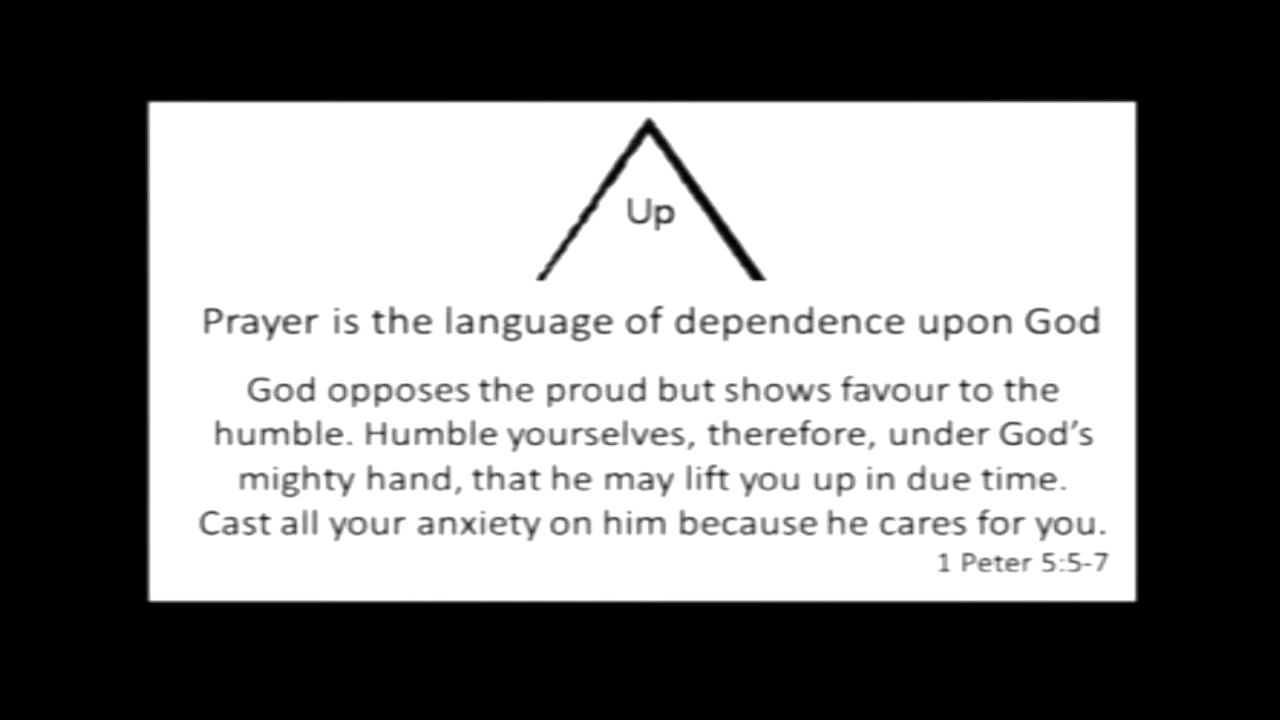 Up
Prayer is the language of dependence upon God
God opposes the proud but shows favour to the
humble. Humble yourselves, therefore, under God’s
mighty hand, that he may lift you up in due time.
Cast all your anxiety on him because he cares for you.
1 Peter 5:5-7